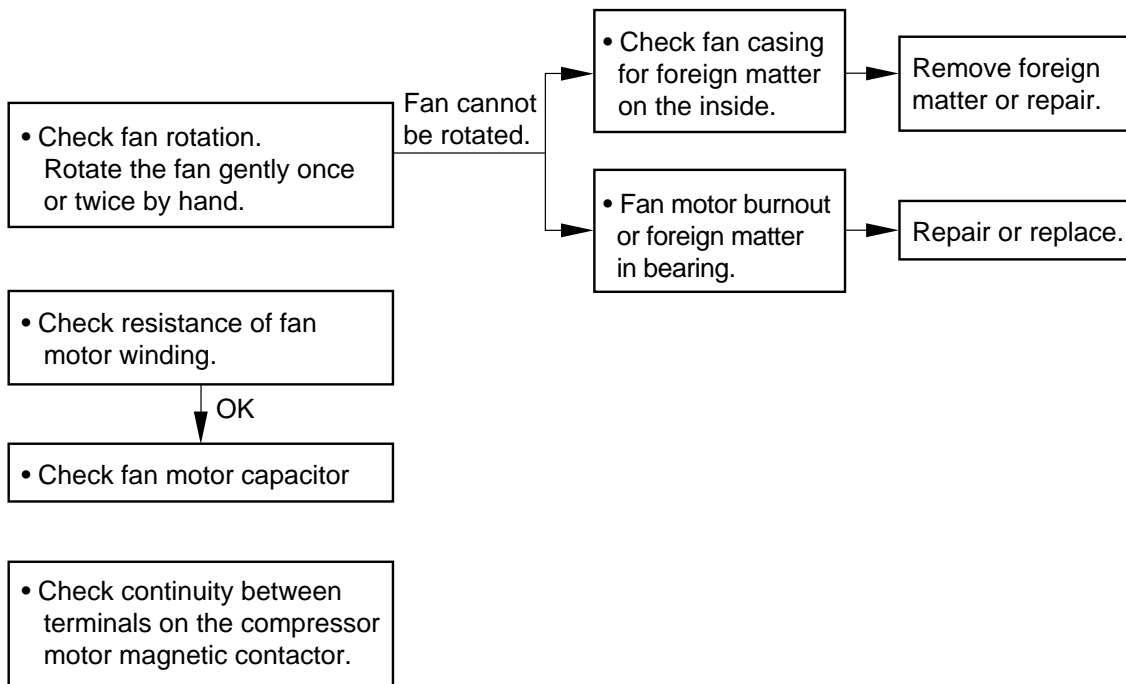 • Check fan rotation.
Rotate the fan gently once
or twice by hand.
Fan cannot
be rotated.
• Check fan casing
for foreign matter
on the inside.
Remove foreign
matter or repair.
• Fan motor burnout
or foreign matter
in bearing.
Repair or replace.
• Check resistance of fan
motor winding.
OK
• Check fan motor capacitor
• Check continuity between
terminals on the compressor
motor magnetic contactor.